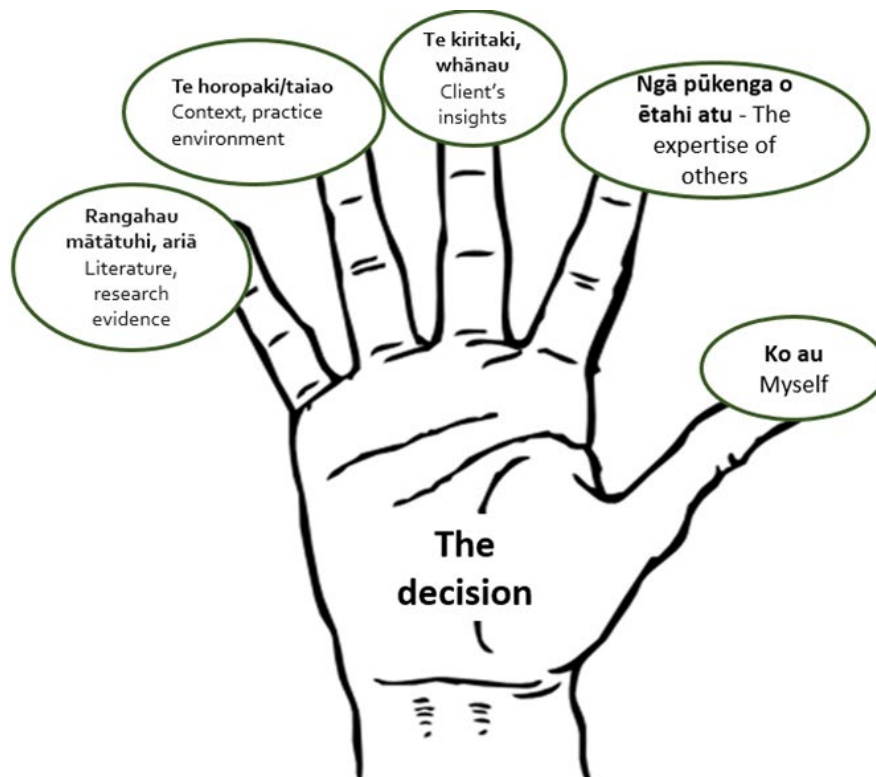 Te kiritaki,
whānau
Client's
insights
Te horopaki/taiao
Context, practice
environment
Ngā pūkenga o
ētahi atu - The
expertise of
others
Rangahau
mātātuhi, ariā
Literature,
research
evidence
Ko au
Myself
The
decision